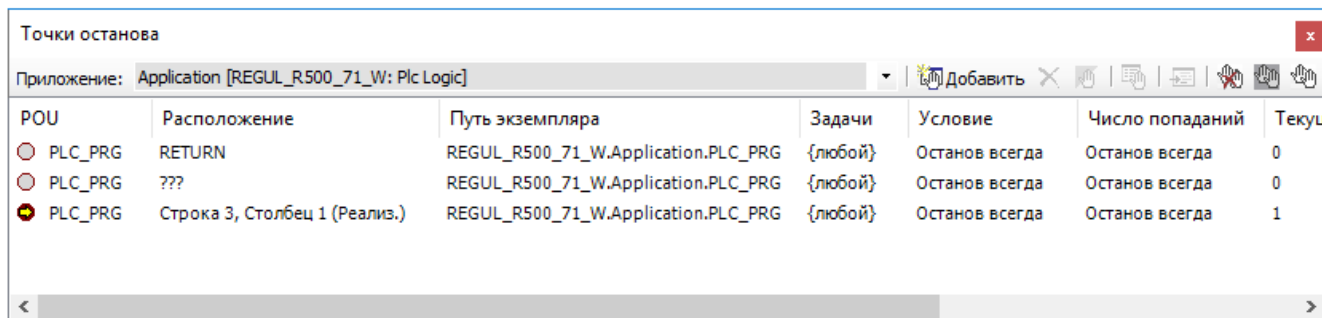 Точки останова
x
Приложение: Application [REGUL_R500_71_W: Plc Logic] Добавить
POU Расположение Путь экземпляра Задачи Условие Число попаданий Текущ
PLC_PRG RETURN REGUL_R500_71_W.Application.PLC_PRG {любой} Останов всегда Останов всегда 0
PLC_PRG ??? REGUL_R500_71_W.Application.PLC_PRG {любой} Останов всегда Останов всегда 0
PLC_PRG Строка 3, Столбец 1 (Реализ.) REGUL_R500_71_W.Application.PLC_PRG {любой} Останов всегда Останов всегда 1